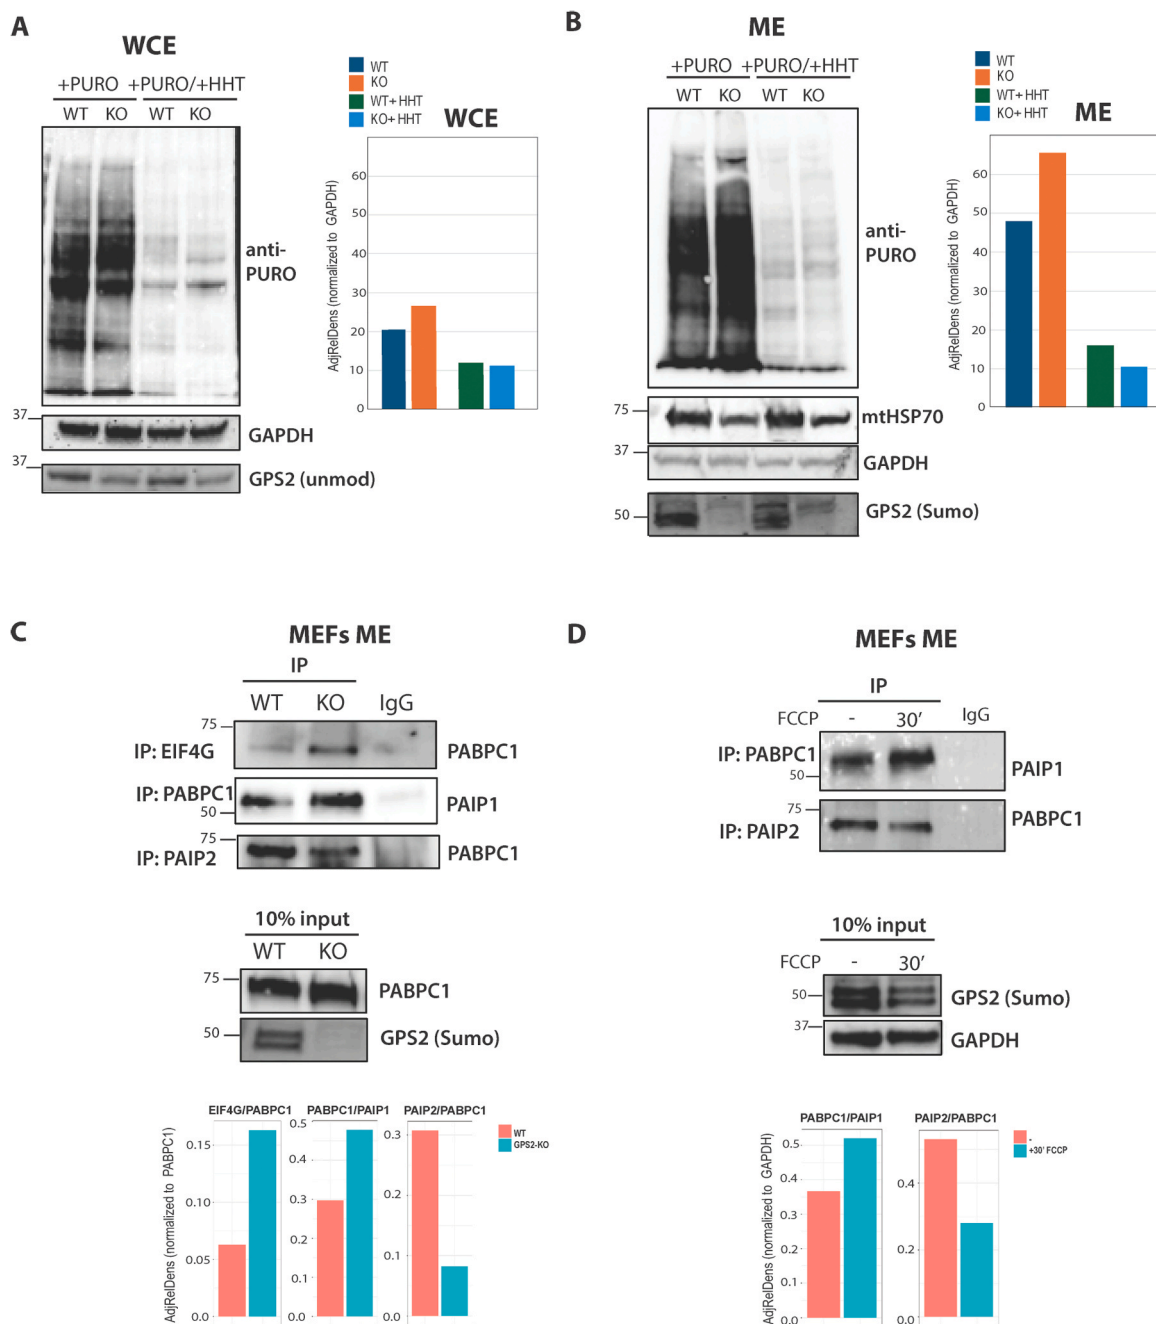 A
WCE
+PURO +PURO/+HHT
WT KO WT KO
anti-
PURO
37
GAPDH
37
GPS2 (unmod)
WT
KO
WT+ HHT
KO+ HHT
WCE
AdjRelDens (normalized to GAPDH)
60
50
40
30
20
10
0
B
ME
+PURO +PURO/+HHT
WT KO WT KO
anti-
PURO
75
mtHSP70
37
GAPDH
50
GPS2 (Sumo)
WT
KO
WT+ HHT
KO+ HHT
ME
AdjRelDens (normalized to GAPDH)
60
50
40
30
20
10
0
C
MEFs ME
IP
WT KO IgG
75
IP: EIF4G
PABPC1
IP: PABPC1
50
PAIP1
75
IP: PAIP2
PABPC1
10% input
WT KO
75
PABPC1
50
GPS2 (Sumo)
EIF4G/PABPC1 PABPC1/PAIP1 PAIP2/PABPC1
WT
GPS2-KO
AdjRelDens (normalized to PABPC1)
0.15
0.10
0.05
0.0
0.5
0.4
0.3
0.2
0.1
0.0
0.3
0.2
0.1
0.0
D
MEFs ME
IP
FCCP - 30' IgG
IP: PABPC1
50
PAIP1
75
IP: PAIP2
PABPC1
10% input
FCCP - 30'
50
GPS2 (Sumo)
37
GAPDH
PABPC1/PAIP1 PAIP2/PABPC1
-
+30' FCCP
AdjRelDens (normalized to GAPDH)
0.5
0.4
0.3
0.2
0.1
0.0
0.4
0.2
0.0